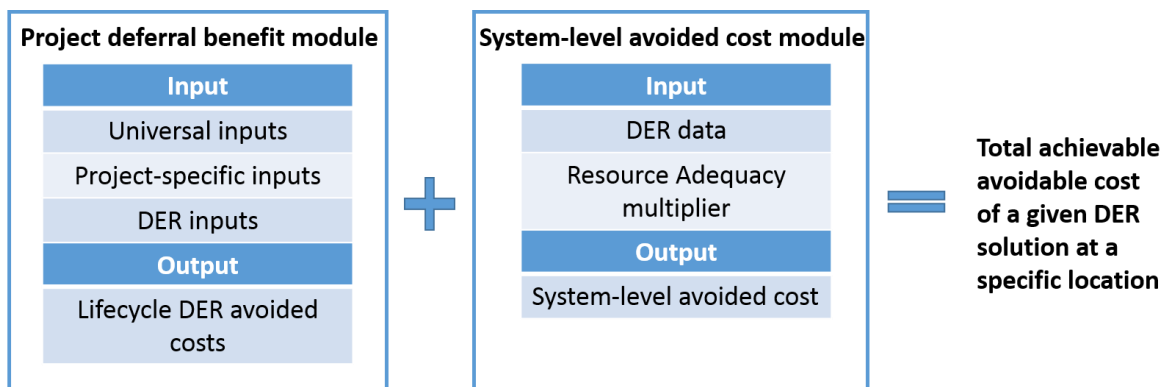 Project deferral benefit module
Input
Universal inputs
Project-specific inputs
DER inputs
Output
Lifecycle DER avoided
costs
+
System-level avoided cost module
Input
DER data
Resource Adequacy
multiplier
Output
System-level avoided cost
=
Total achievable
avoidable cost
of a given DER
solution at a
specific location